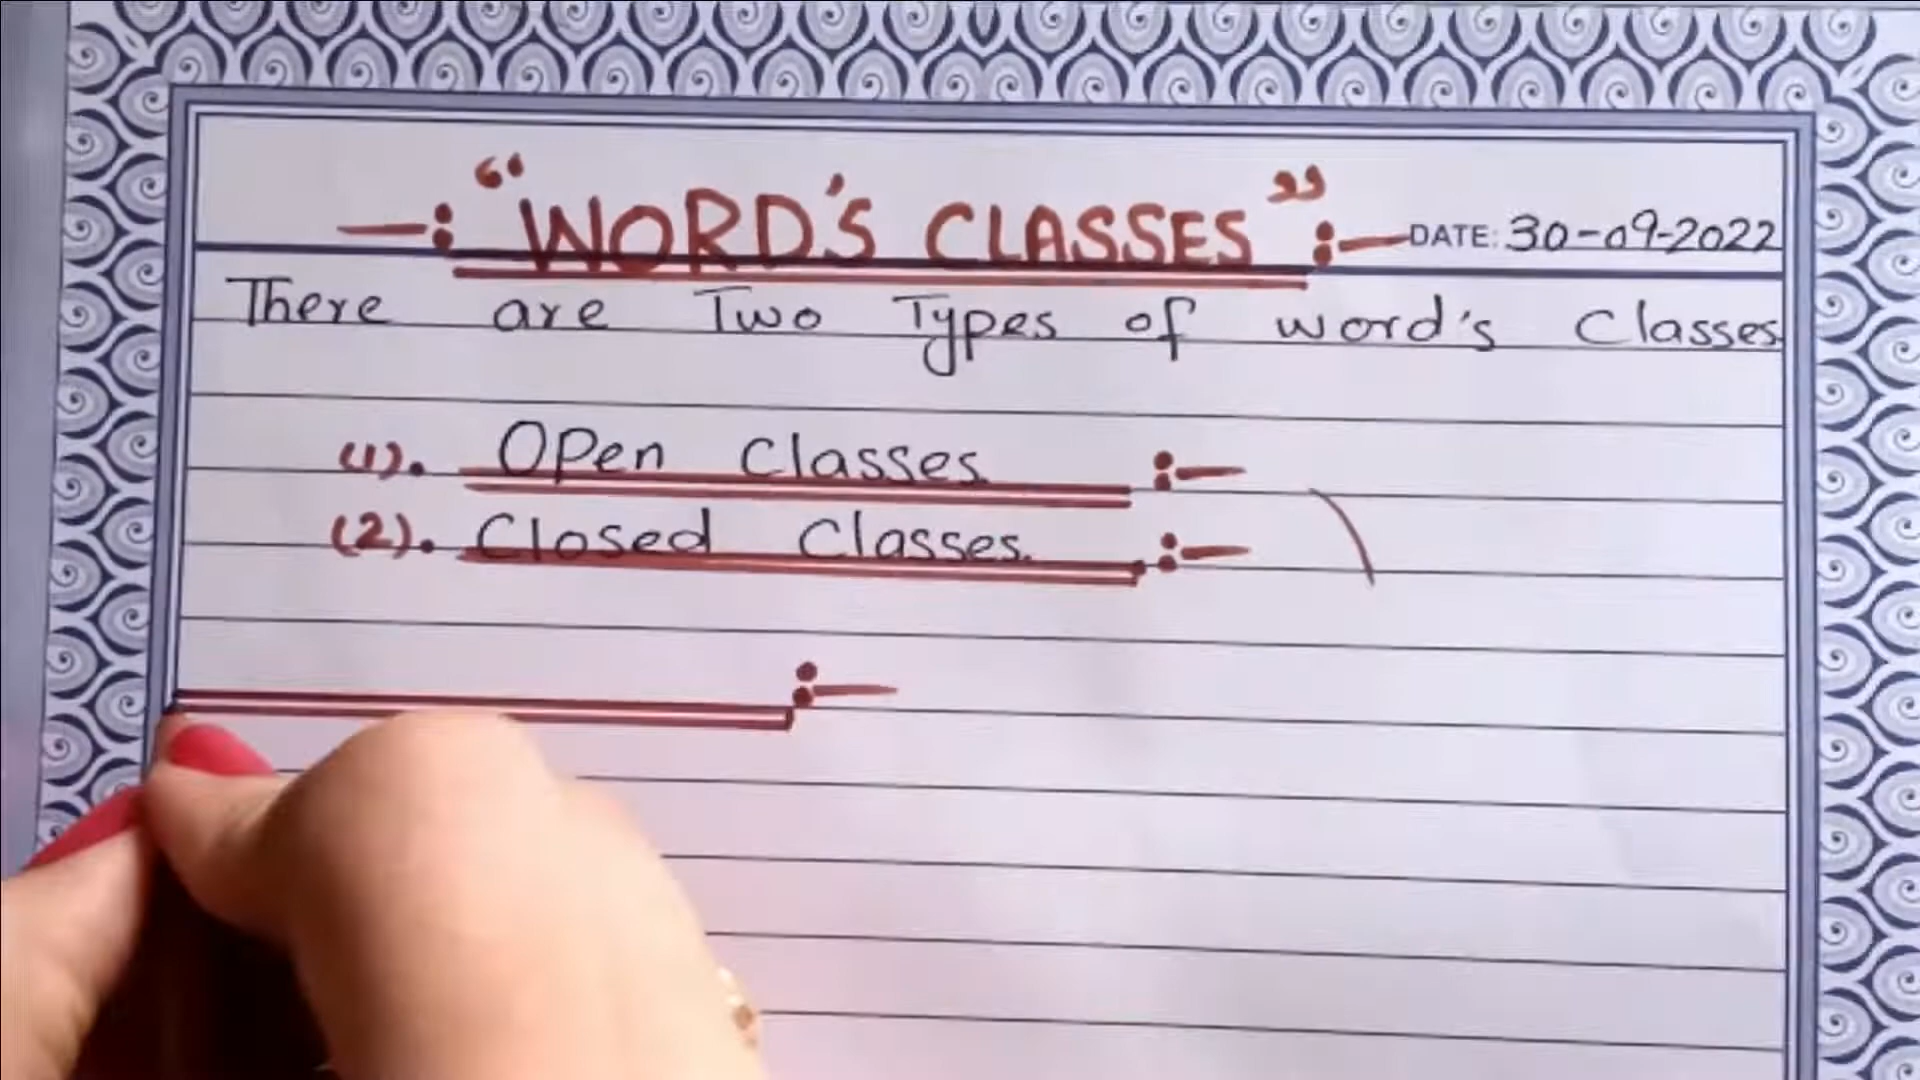 —: "WORD'S CLASSES" :— DATE: 30-09-2022
There are Two Types of word's Classes
(1). Open Classes. :—
(2). Closed Classes. :—
:—